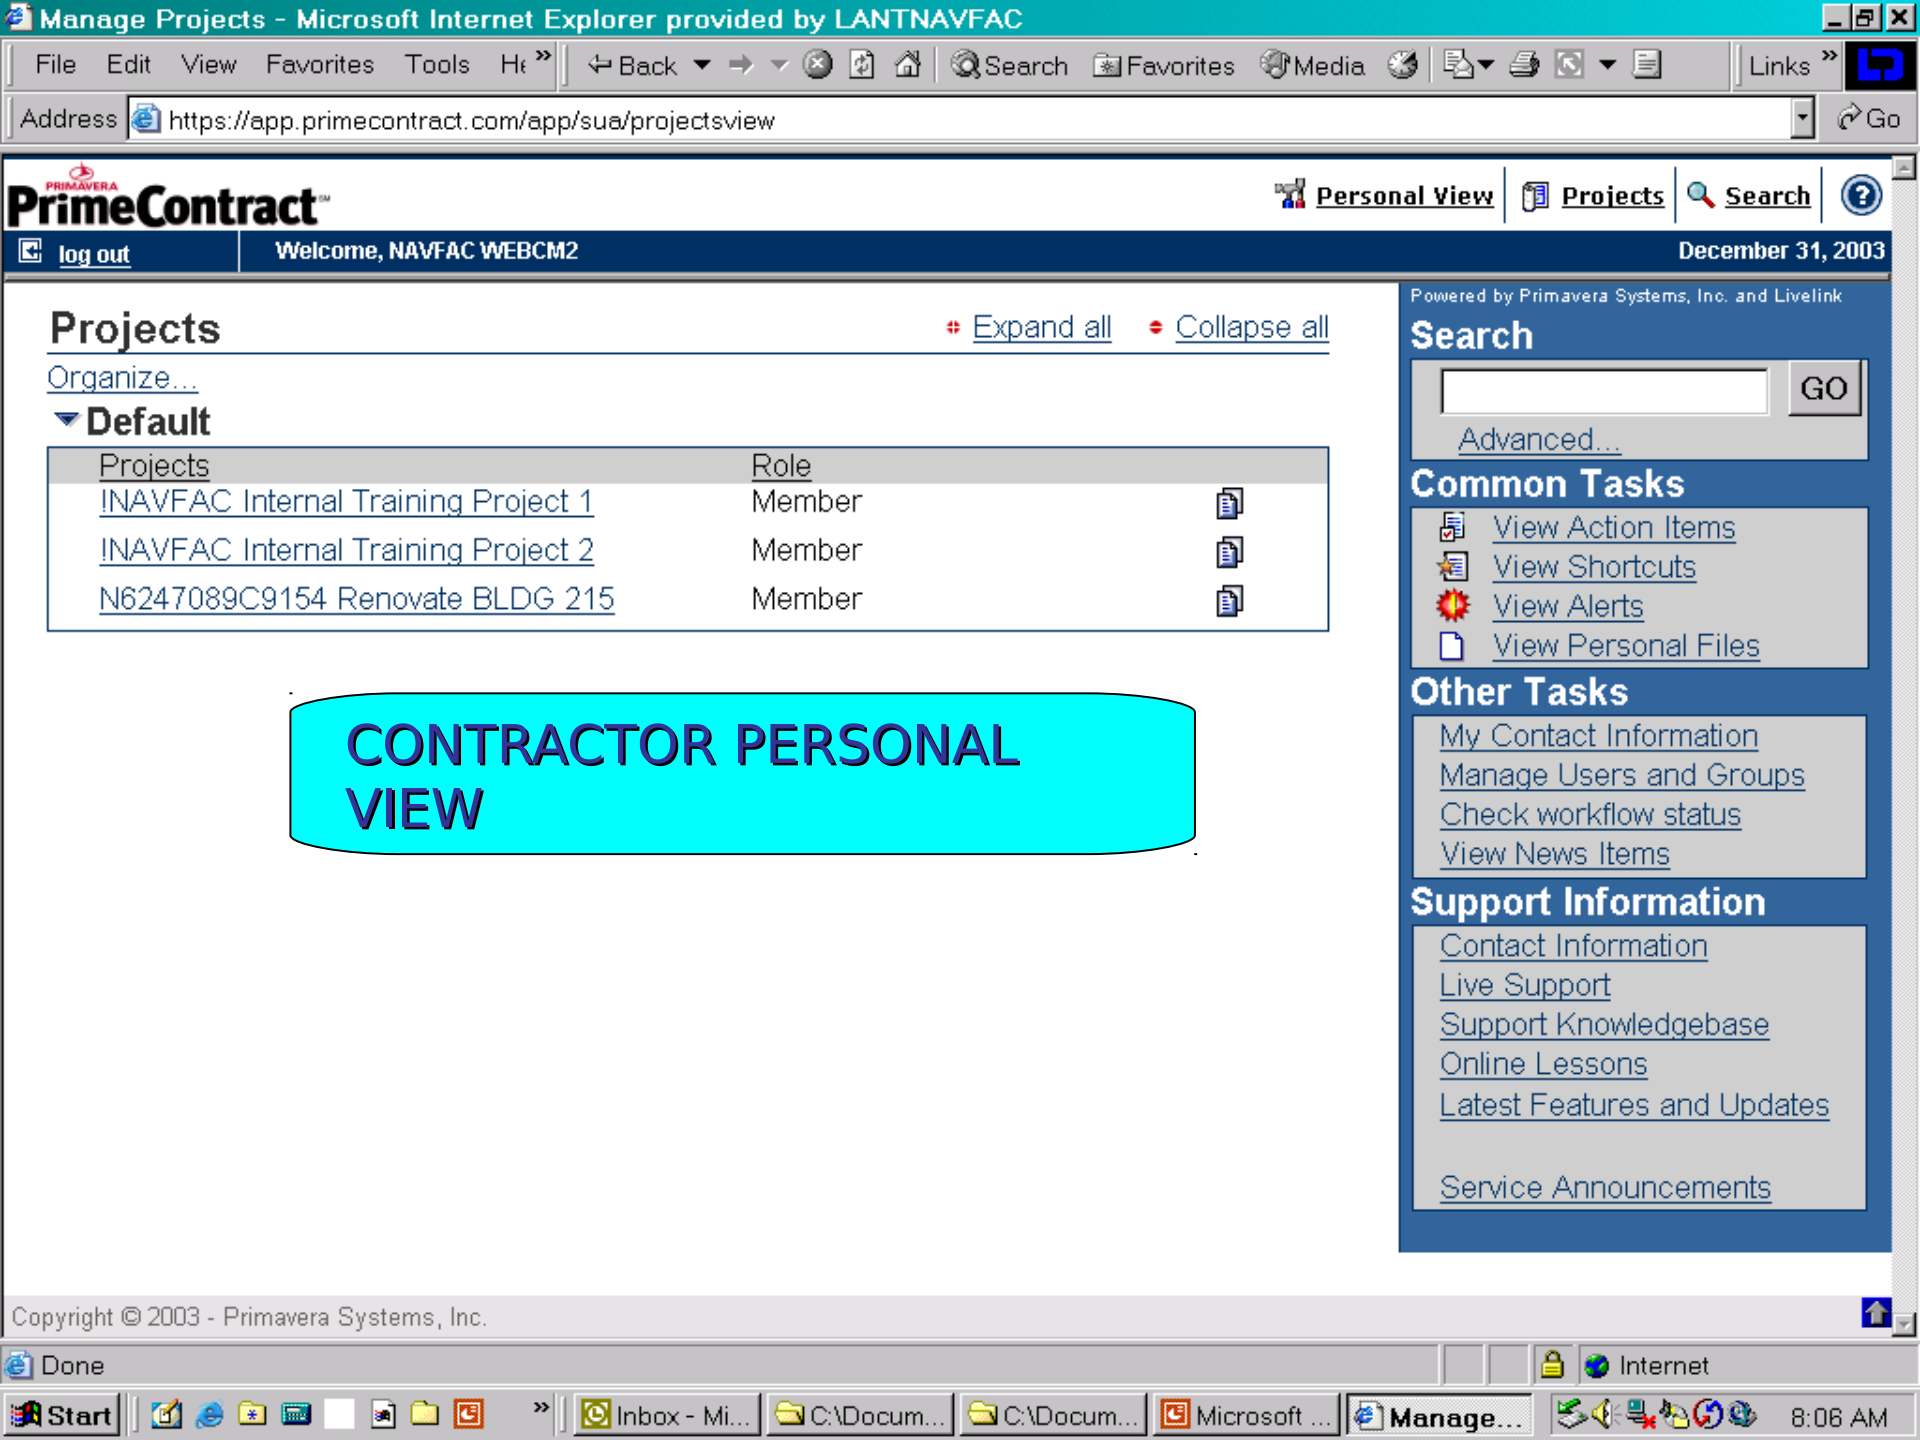 Manage Projects - Microsoft Internet Explorer provided by LANTNAVFAC
File Edit View Favorites Tools » Back Search Favorites Media Links »
Address https://app.primecontract.com/app/sua/projectsview Go
PRIMAVERA
PrimeContract Personal View Projects Search ?
log out Welcome, NAVFAC WEBCM2 December 31, 2003
Powered by Primavera Systems, Inc. and Livelink
Projects Expand all Collapse all
Organize...
Default
Projects Role
!NAVFAC Internal Training Project 1 Member
!NAVFAC Internal Training Project 2 Member
N6247089C9154 Renovate BLDG 215 Member
CONTRACTOR PERSONAL
VIEW
Search
GO
Advanced...
Common Tasks
View Action Items
View Shortcuts
View Alerts
View Personal Files
Other Tasks
My Contact Information
Manage Users and Groups
Check workflow status
View News Items
Support Information
Contact Information
Live Support
Support Knowledgebase
Online Lessons
Latest Features and Updates
Service Announcements
Copyright © 2003 - Primavera Systems, Inc.
Done Internet
Start » Inbox - Mi... C:\Docum... C:\Docum... Microsoft ... Manage... 8:06 AM